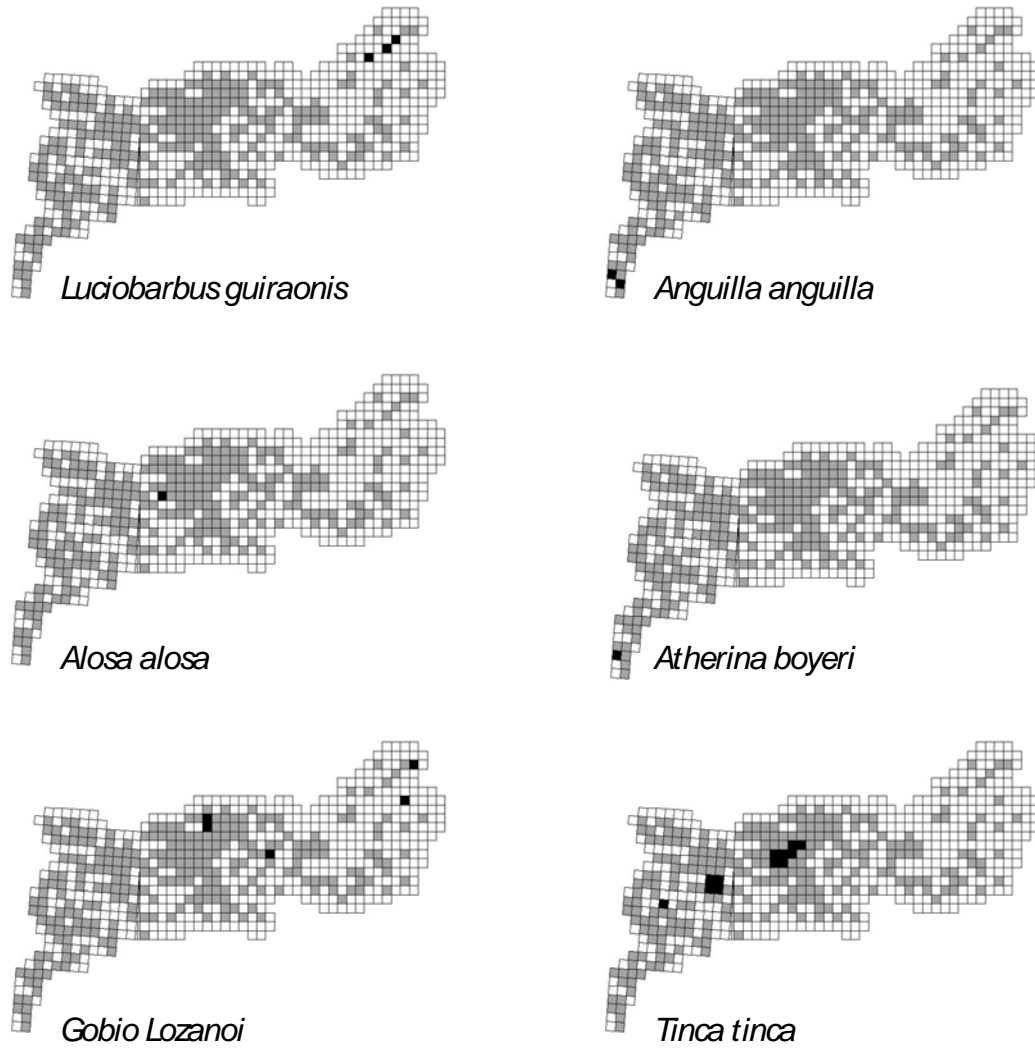 Luciobarbus guiraonis
Anguilla anguilla
Alosa alosa
Atherina boyeri
Gobio Lozanoi
Tinca tinca